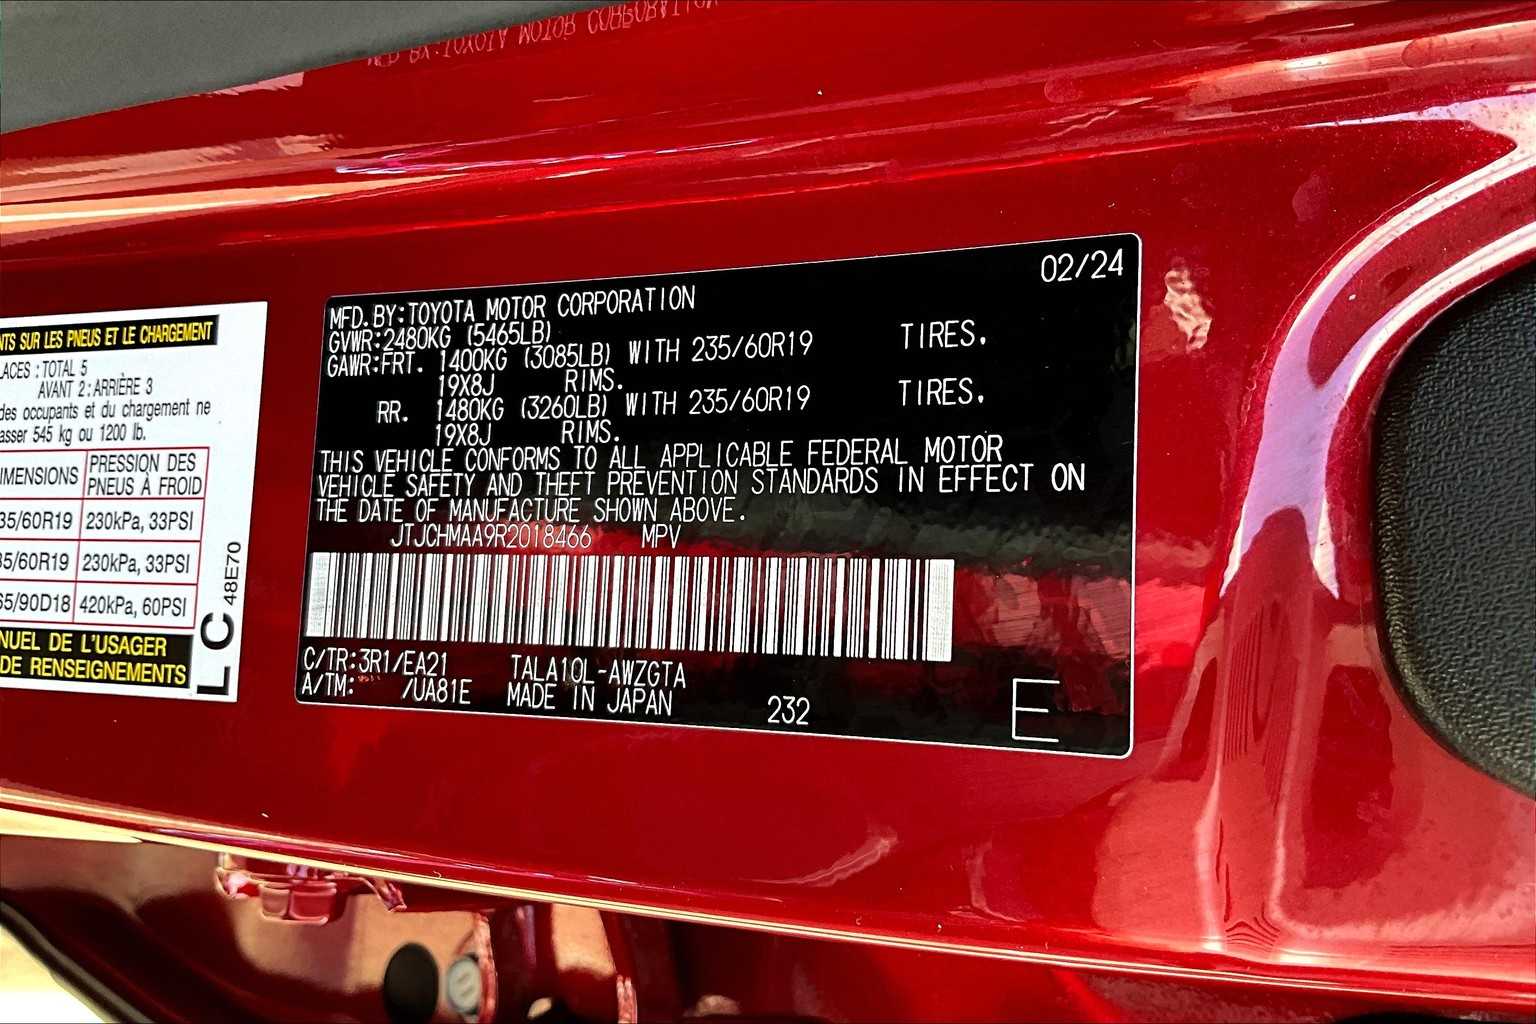 NTS SUR LES PNEUS ET LE CHARGEMENT
LACES : TOTAL 5
AVANT 2 : ARRIÈRE 3
des occupants et du chargement ne
asser 545 kg ou 1200 lb.
IMENSIONS PRESSION DES PNEUS À FROID
35/60R19 230kPa, 33PSI
35/60R19 230kPa, 33PSI
65/90D18 420kPa, 60PSI
NUEL DE L'USAGER
DE RENSEIGNEMENTS
L C 48E70
02/24
MFD.BY:TOYOTA MOTOR CORPORATION
GVWR:2480KG (5465LB)
GAWR:FRT. 1400KG (3085LB) WITH 235/60R19 TIRES.
19X8J RIMS.
RR. 1480KG (3260LB) WITH 235/60R19 TIRES.
19X8J RIMS.
THIS VEHICLE CONFORMS TO ALL APPLICABLE FEDERAL MOTOR
VEHICLE SAFETY AND THEFT PREVENTION STANDARDS IN EFFECT ON
THE DATE OF MANUFACTURE SHOWN ABOVE.
JTJCHMAA9R2018466 MPV
C/TR:3R1/EA21 TALA10L-AWZGTA
A/TM: /UA81E MADE IN JAPAN
232
E